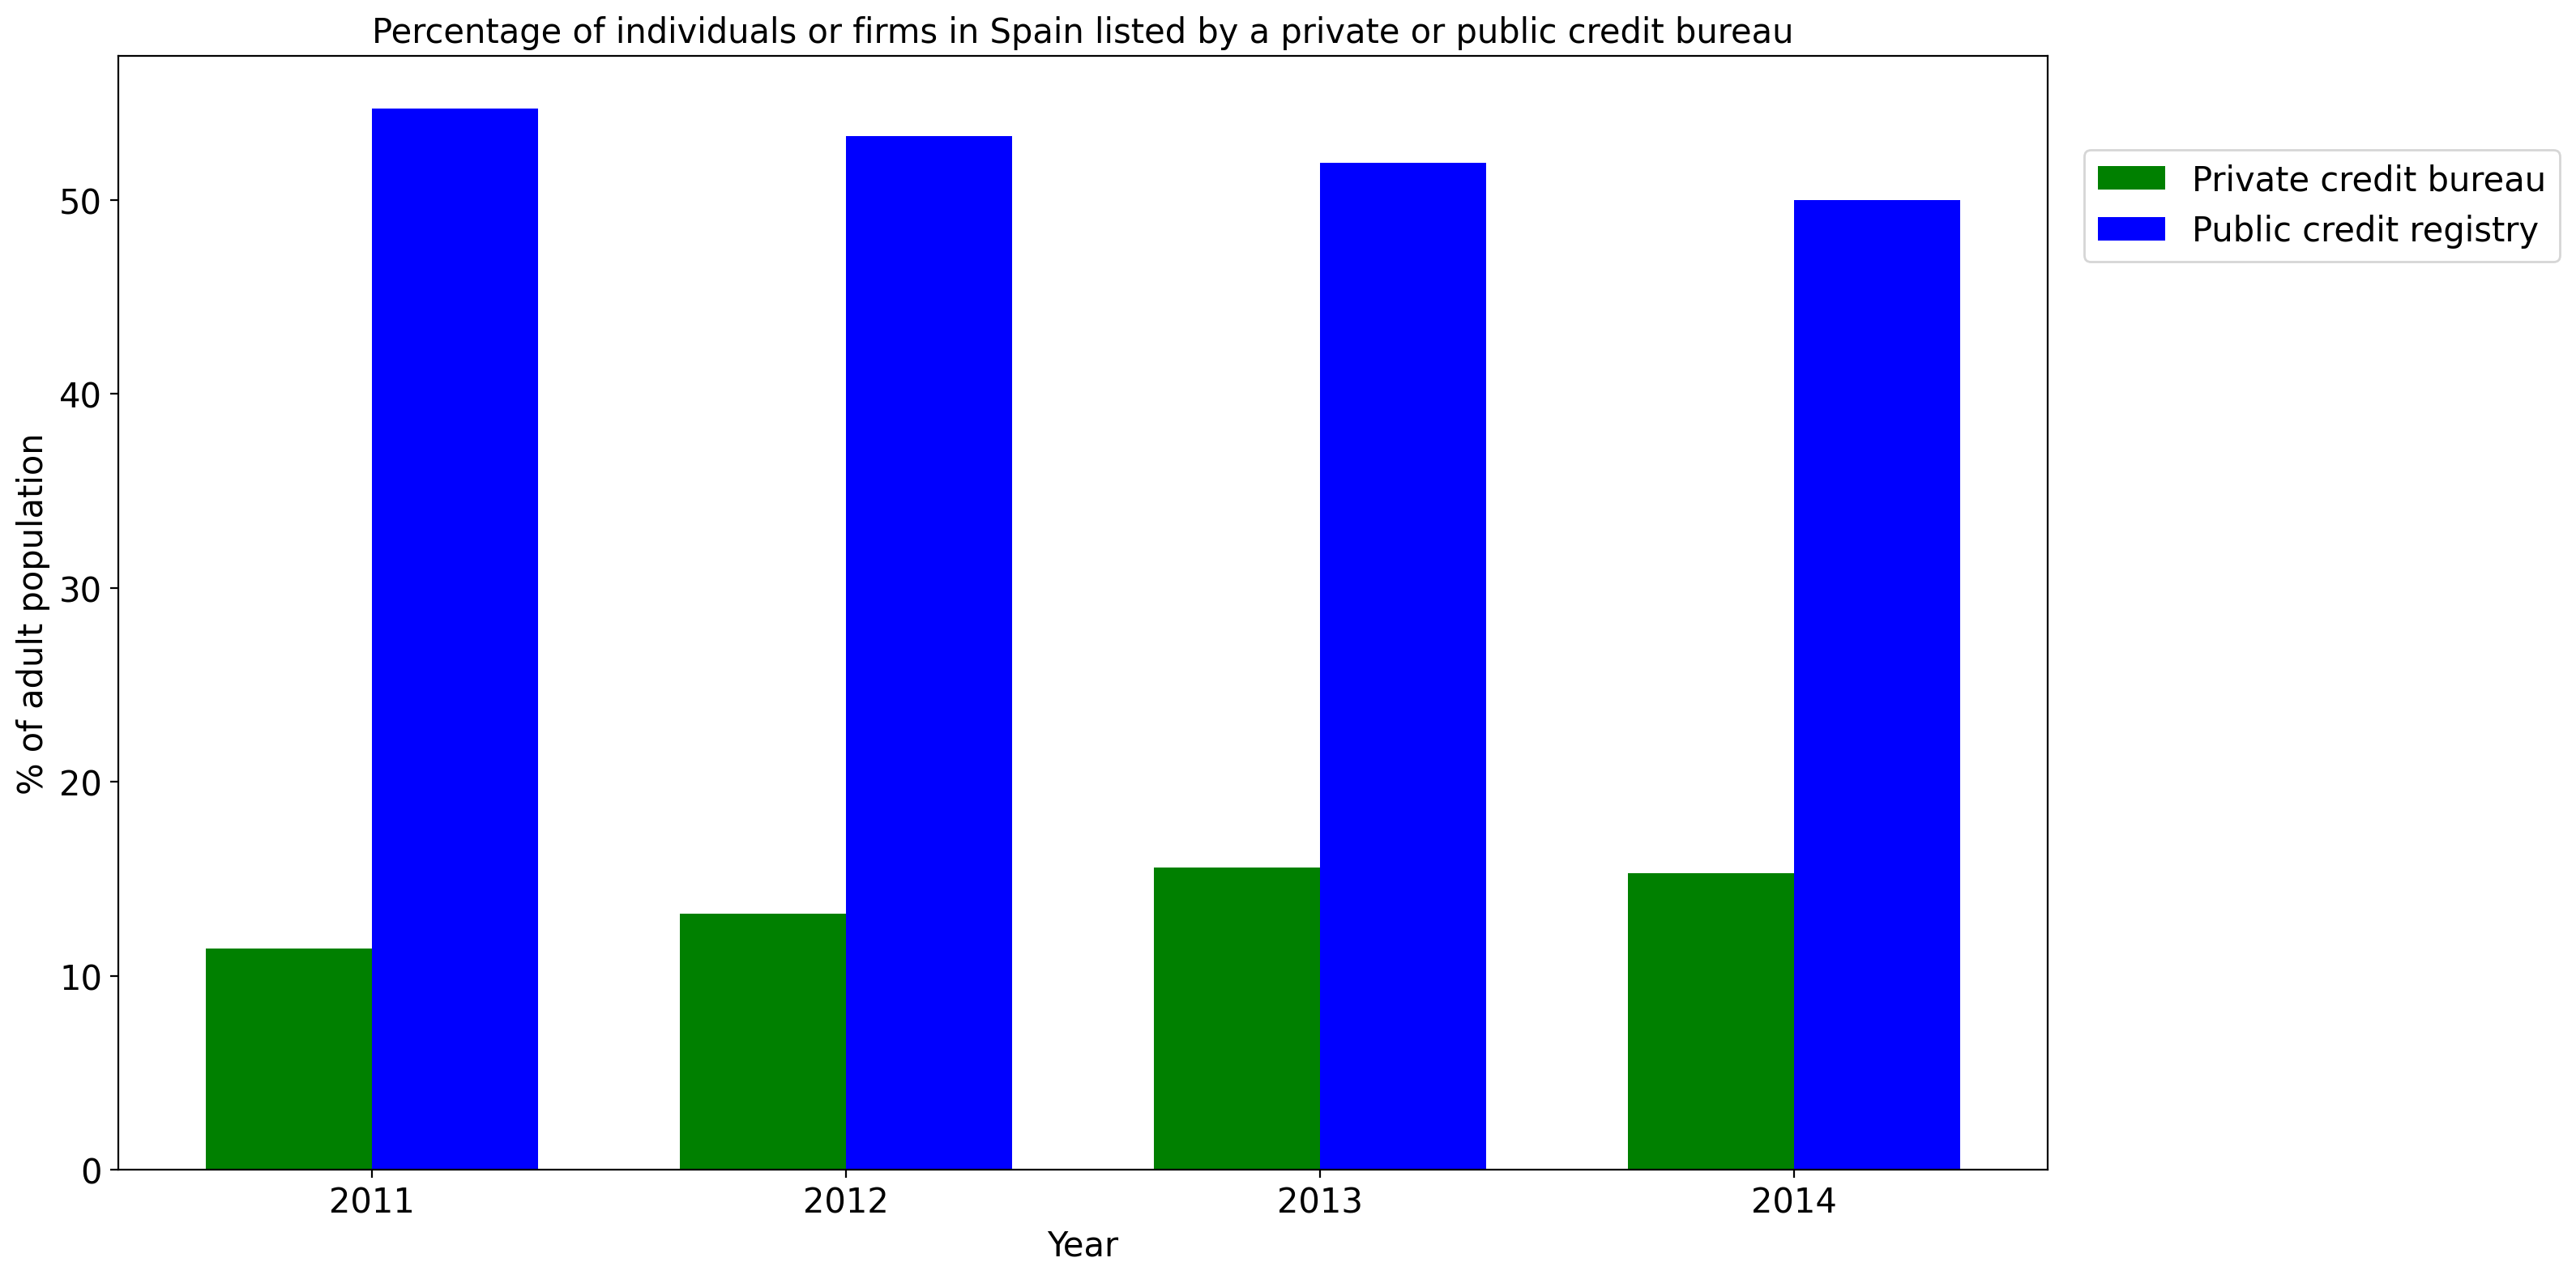 Percentage of individuals or firms in Spain listed by a private or public credit bureau
Private credit bureau
Public credit registry
% of adult population
50
40
30
20
10
0
2011 2012 2013 2014
Year